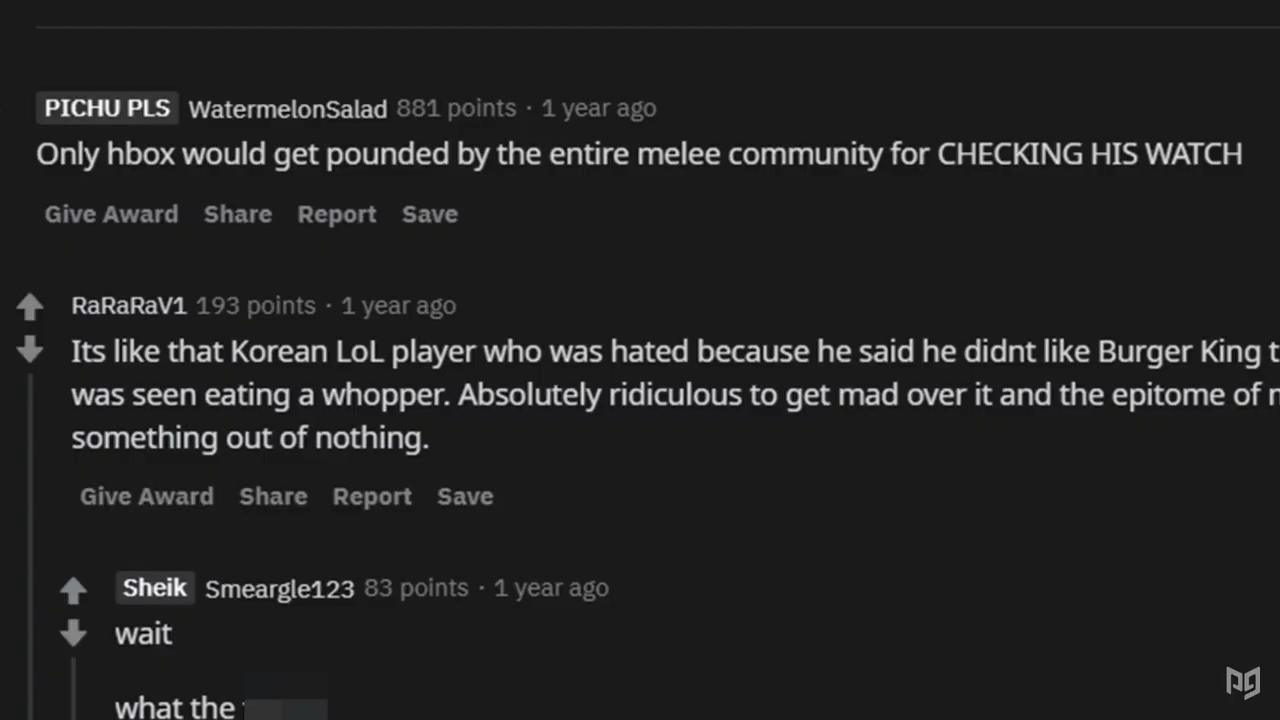 PICHU PLS WatermelonSalad 881 points · 1 year ago
Only hbox would get pounded by the entire melee community for CHECKING HIS WATCH
Give Award Share Report Save
RaRaRaV1 193 points · 1 year ago
Its like that Korean LoL player who was hated because he said he didnt like Burger King
was seen eating a whopper. Absolutely ridiculous to get mad over it and the epitome of
something out of nothing.
Give Award Share Report Save
Sheik Smeargle123 83 points · 1 year ago
wait
what the